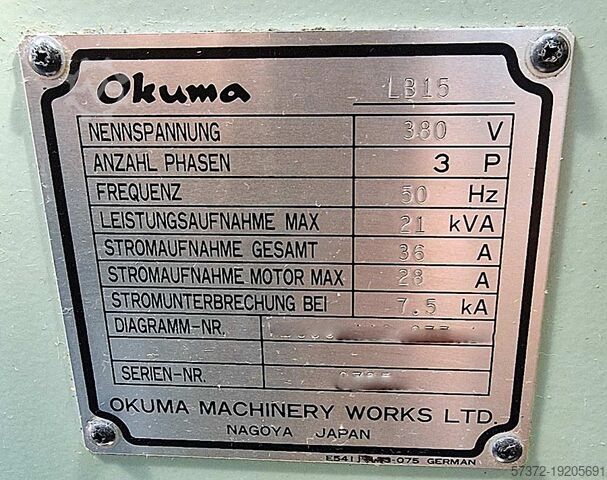 Okuma LB15
NENNSPANNUNG 380 V
ANZAHL PHASEN 3 P
FREQUENZ 50 Hz
LEISTUNGSAUFNAHME MAX 21 kVA
STROMAUFNAHME GESAMT 36 A
STROMAUFNAHME MOTOR MAX 28 A
STROMUNTERBRECHUNG BEI 7.5 kA
DIAGRAMM-NR.
SERIEN-NR.
OKUMA MACHINERY WORKS LTD.
NAGOYA JAPAN
GERMAN
57372-19205691